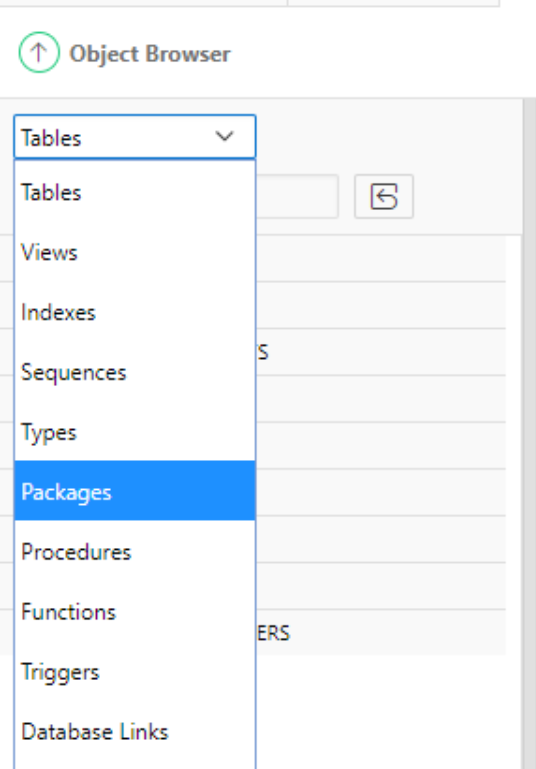 Object Browser
Tables
Tables
Views
Indexes
Sequences
Types
Packages
Procedures
Functions
Triggers
Database Links
ERS